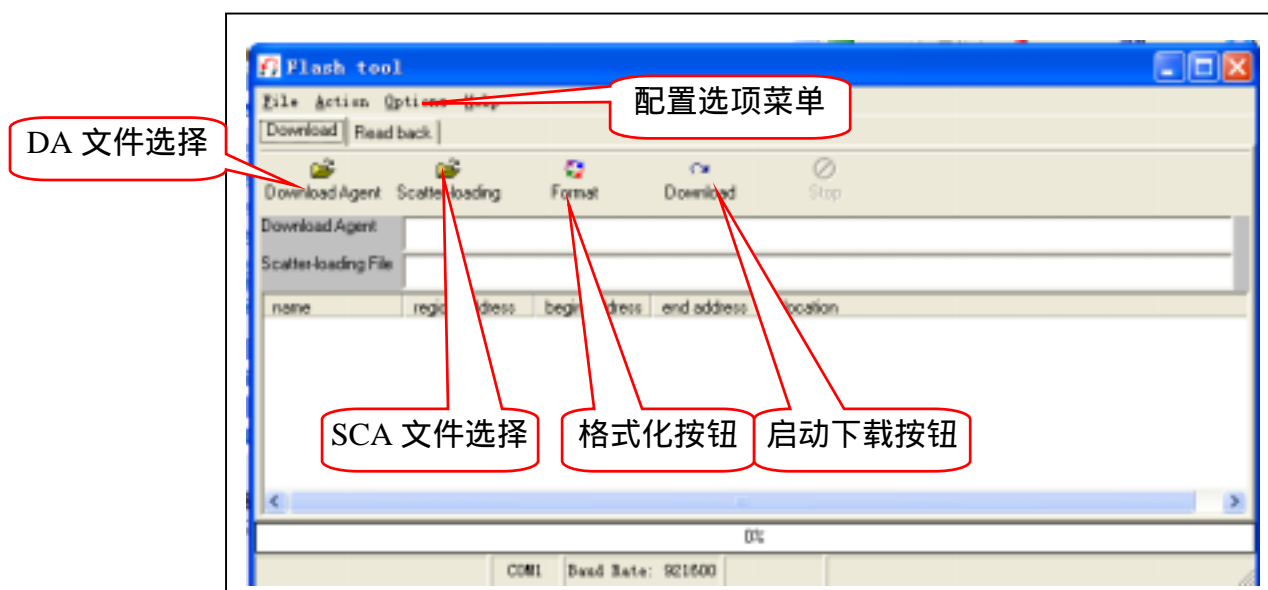 Flash tool
配置选项菜单
File Action Options Help
DA 文件选择
Download Read back
Download Agent Scatter-loading Format Download Stop
Download Agent
Scatter-loading File
name region address begin address end address location
SCA 文件选择 格式化按钮 启动下载按钮
0%
COM1 Baud Rate: 921600